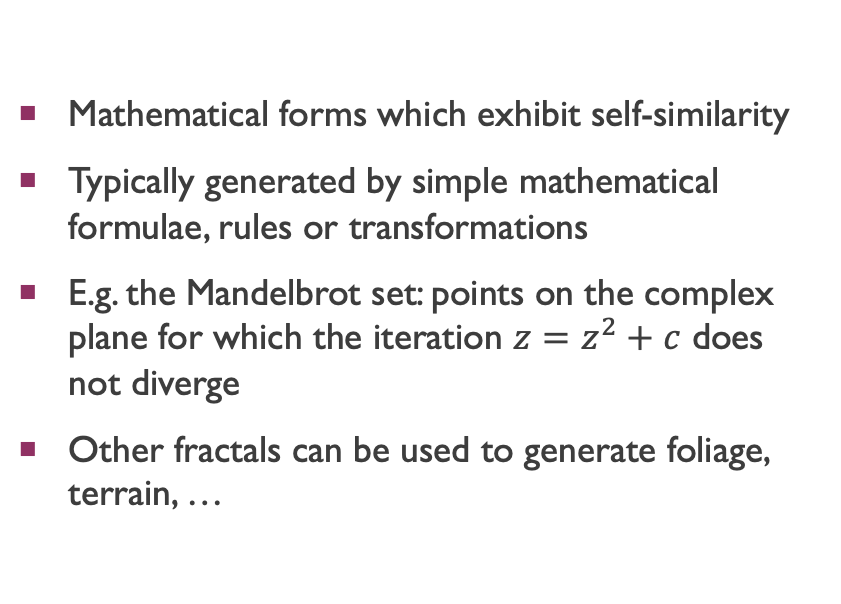 ▪ Mathematical forms which exhibit self-similarity
▪ Typically generated by simple mathematical
formulae, rules or transformations
▪ E.g. the Mandelbrot set: points on the complex
plane for which the iteration 𝑧 = 𝑧² + 𝑐 does
not diverge
▪ Other fractals can be used to generate foliage,
terrain, …